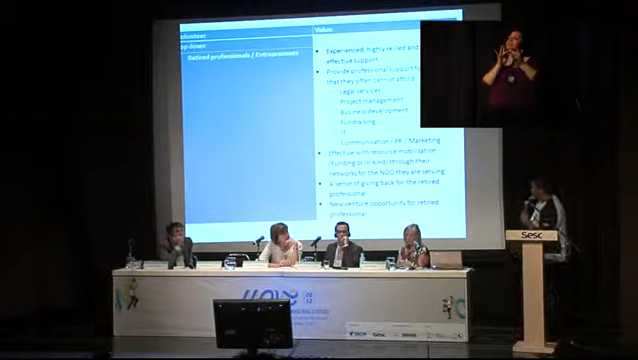 Volunteer
Value
op down
Retired professionals / Entrepreneurs
• Experienced, highly skilled and
effective support
• Provide professional support fo
that they often cannot afford
Legal services
Project management
Business development
Fundraising
IT
Communication / PR / Marketing
• Effective with resource mobilization
(Funding or In kind) through their
networks for the NGO they are serving
• A sense of giving back for the retired
professional
• New venture opportunity for retired
professional
Sesc
Sesc